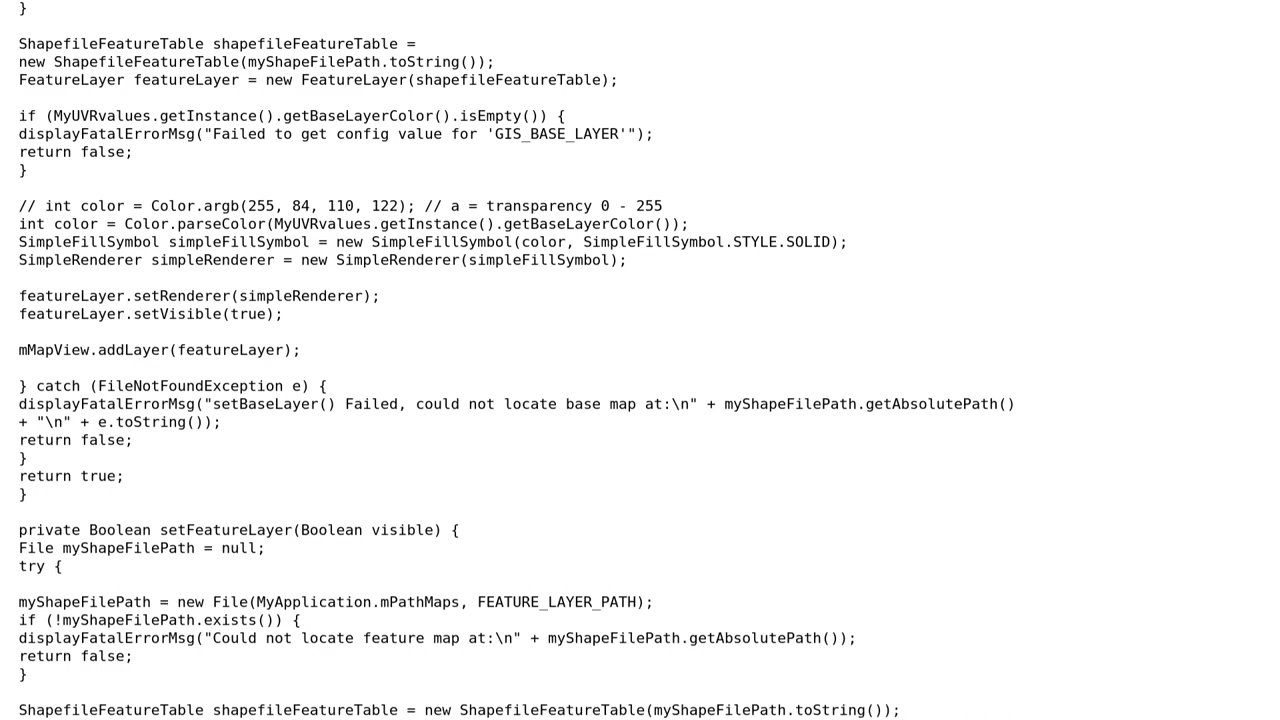 }
ShapefileFeatureTable shapefileFeatureTable =
new ShapefileFeatureTable(myShapeFilePath.toString());
FeatureLayer featureLayer = new FeatureLayer(shapefileFeatureTable);
if (MyUVRvalues.getInstance().getBaseLayerColor().isEmpty()) {
displayFatalErrorMsg("Failed to get config value for 'GIS_BASE_LAYER'");
return false;
}
// int color = Color.argb(255, 84, 110, 122); // a = transparency 0 - 255
int color = Color.parseColor(MyUVRvalues.getInstance().getBaseLayerColor());
SimpleFillSymbol simpleFillSymbol = new SimpleFillSymbol(color, SimpleFillSymbol.STYLE.SOLID);
SimpleRenderer simpleRenderer = new SimpleRenderer(simpleFillSymbol);
featureLayer.setRenderer(simpleRenderer);
featureLayer.setVisible(true);
mMapView.addLayer(featureLayer);
} catch (FileNotFoundException e) {
displayFatalErrorMsg("setBaseLayer() Failed, could not locate base map at:\n" + myShapeFilePath.getAbsolutePath()
+ "\n" + e.toString());
return false;
}
return true;
}
private Boolean setFeatureLayer(Boolean visible) {
File myShapeFilePath = null;
try {
myShapeFilePath = new File(MyApplication.mPathMaps, FEATURE_LAYER_PATH);
if (!myShapeFilePath.exists()) {
displayFatalErrorMsg("Could not locate feature map at:\n" + myShapeFilePath.getAbsolutePath());
return false;
}
ShapefileFeatureTable shapefileFeatureTable = new ShapefileFeatureTable(myShapeFilePath.toString());